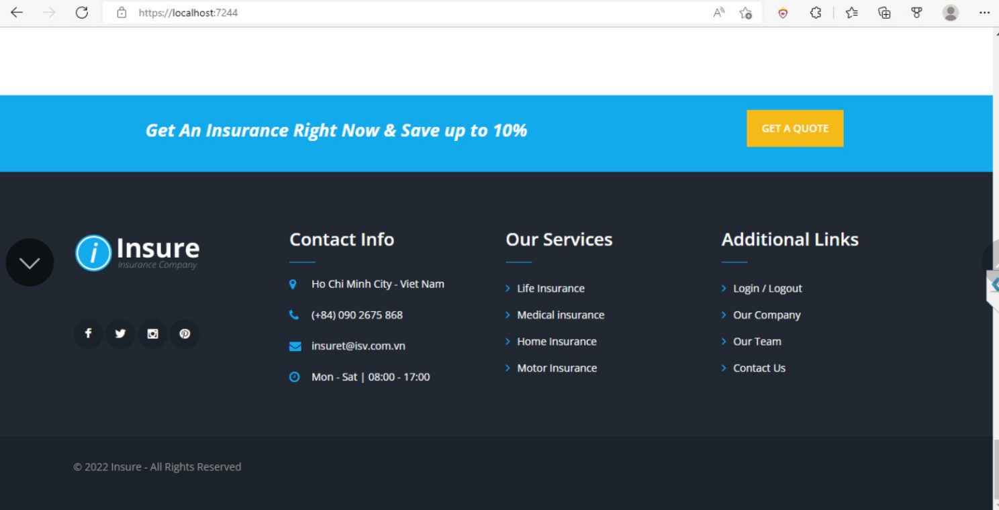 https://localhost:7244
Get An Insurance Right Now & Save up to 10%
GET A QUOTE
i Insure
Insurance Company
Contact Info
Ho Chi Minh City - Viet Nam
(+84) 090 2675 868
insuret@isv.com.vn
Mon - Sat | 08:00 - 17:00
Our Services
Life Insurance
Medical insurance
Home Insurance
Motor Insurance
Additional Links
Login / Logout
Our Company
Our Team
Contact Us
© 2022 Insure - All Rights Reserved